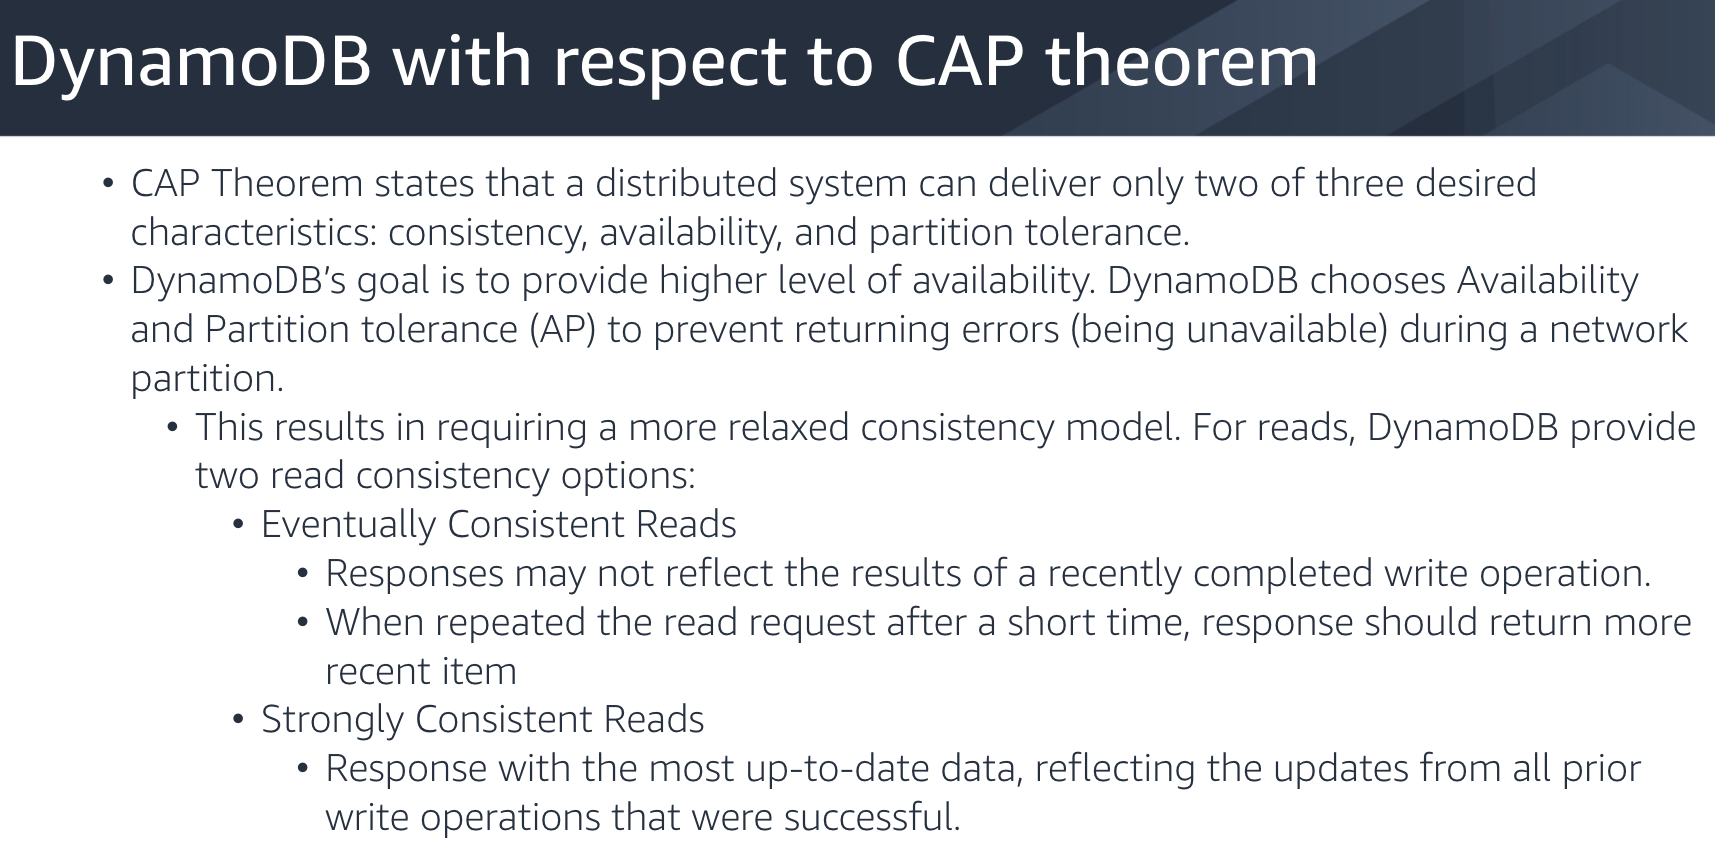 DynamoDB with respect to CAP theorem
• CAP Theorem states that a distributed system can deliver only two of three desired
characteristics: consistency, availability, and partition tolerance.
• DynamoDB’s goal is to provide higher level of availability. DynamoDB chooses Availability
and Partition tolerance (AP) to prevent returning errors (being unavailable) during a network
partition.
• This results in requiring a more relaxed consistency model. For reads, DynamoDB provide
two read consistency options:
• Eventually Consistent Reads
• Responses may not reflect the results of a recently completed write operation.
• When repeated the read request after a short time, response should return more
recent item
• Strongly Consistent Reads
• Response with the most up-to-date data, reflecting the updates from all prior
write operations that were successful.